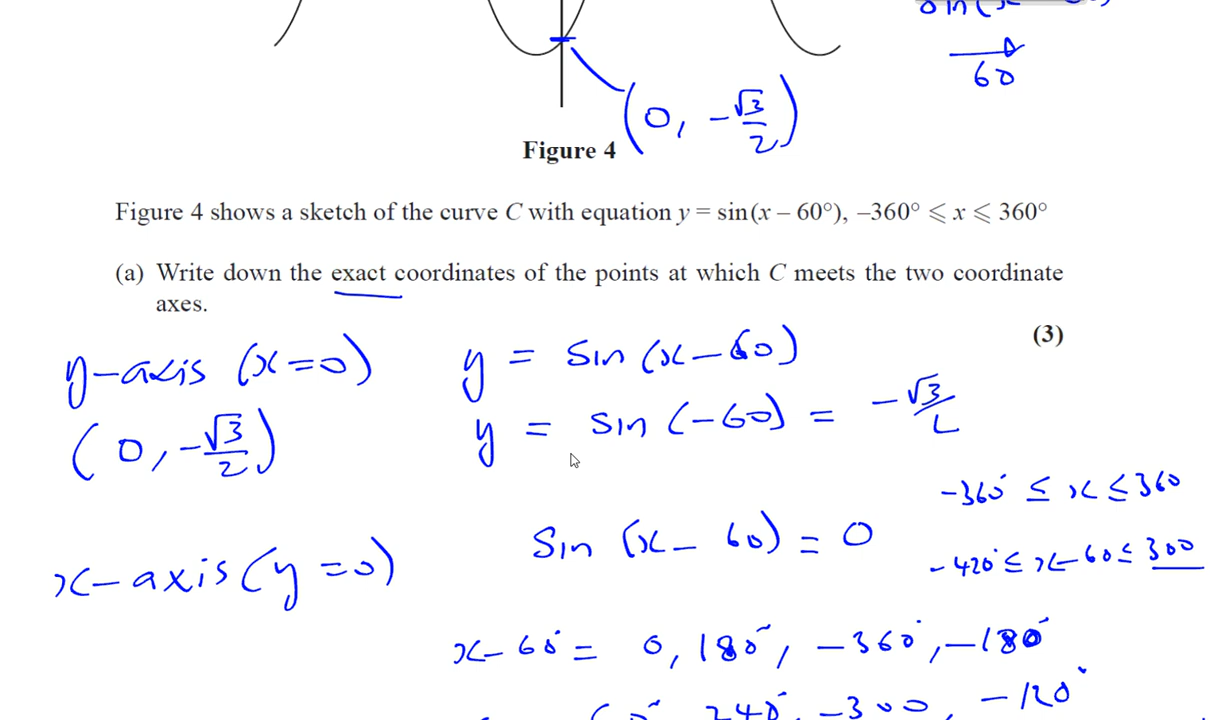 60
(0, -√3/2)
Figure 4
Figure 4 shows a sketch of the curve C with equation y = sin(x – 60°), –360° ⩽ x ⩽ 360°
(a) Write down the exact coordinates of the points at which C meets the two coordinate
axes.
(3)
y-axis (x=0)
y = sin (x-60)
(0, -√3/2)
y = sin (-60) = -√3/2
-360° ≤ x ≤ 360
x-axis (y=0)
sin (x- 60) = 0
-420° ≤ x-60 ≤ 300
x-60° = 0, 180°, -360°, -180°
240°, -300, -120°